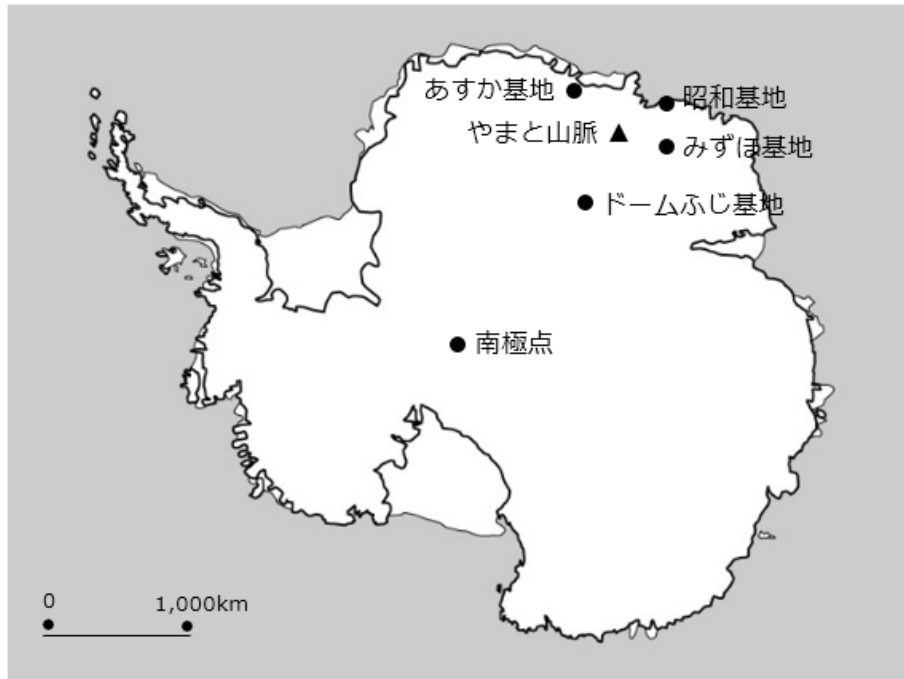 あすか基地
昭和基地
やまと山脈
みずほ基地
ドームふじ基地
南極点
0
1,000km